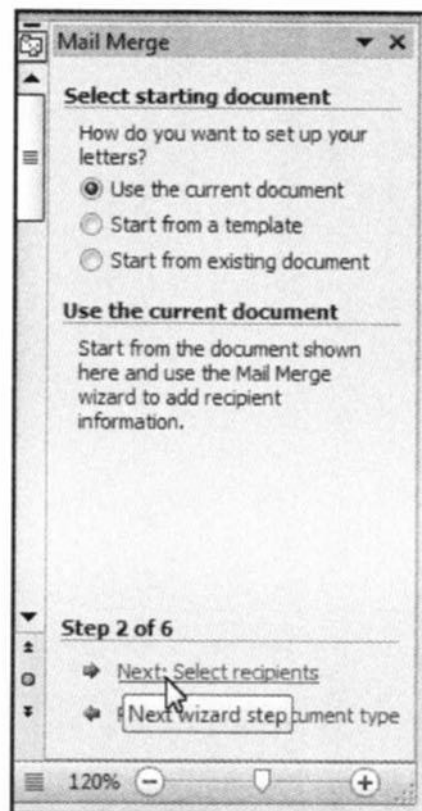 Mail Merge
Select starting document
How do you want to set up your
letters?
Use the current document
Start from a template
Start from existing document
Use the current document
Start from the document shown
here and use the Mail Merge
wizard to add recipient
information.
Step 2 of 6
Next: Select recipients
Next wizard step
cument type
120%